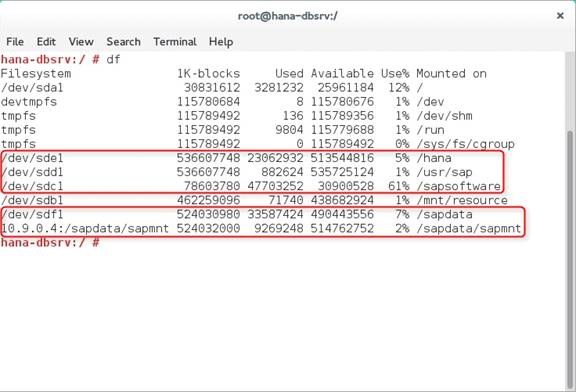 root@hana-dbsrv:/
File Edit View Search Terminal Help
hana-dbsrv:/ # df
Filesystem 1K-blocks Used Available Use% Mounted on
/dev/sda1 30831612 3281232 25961184 12% /
devtmpfs 115780684 8 115780676 1% /dev
tmpfs 115789492 136 115789356 1% /dev/shm
tmpfs 115789492 9804 115779688 1% /run
tmpfs 115789492 0 115789492 0% /sys/fs/cgroup
/dev/sde1 536607748 23062932 513544816 5% /hana
/dev/sdd1 536607748 882624 535725124 1% /usr/sap
/dev/sdc1 78603780 47703252 30900528 61% /sapsoftware
/dev/sdb1 462259096 71740 438682924 1% /mnt/resource
/dev/sdf1 524030980 33587424 490443556 7% /sapdata
10.9.0.4:/sapdata/sapmnt 524032000 9269248 514762752 2% /sapdata/sapmnt
hana-dbsrv:/ #